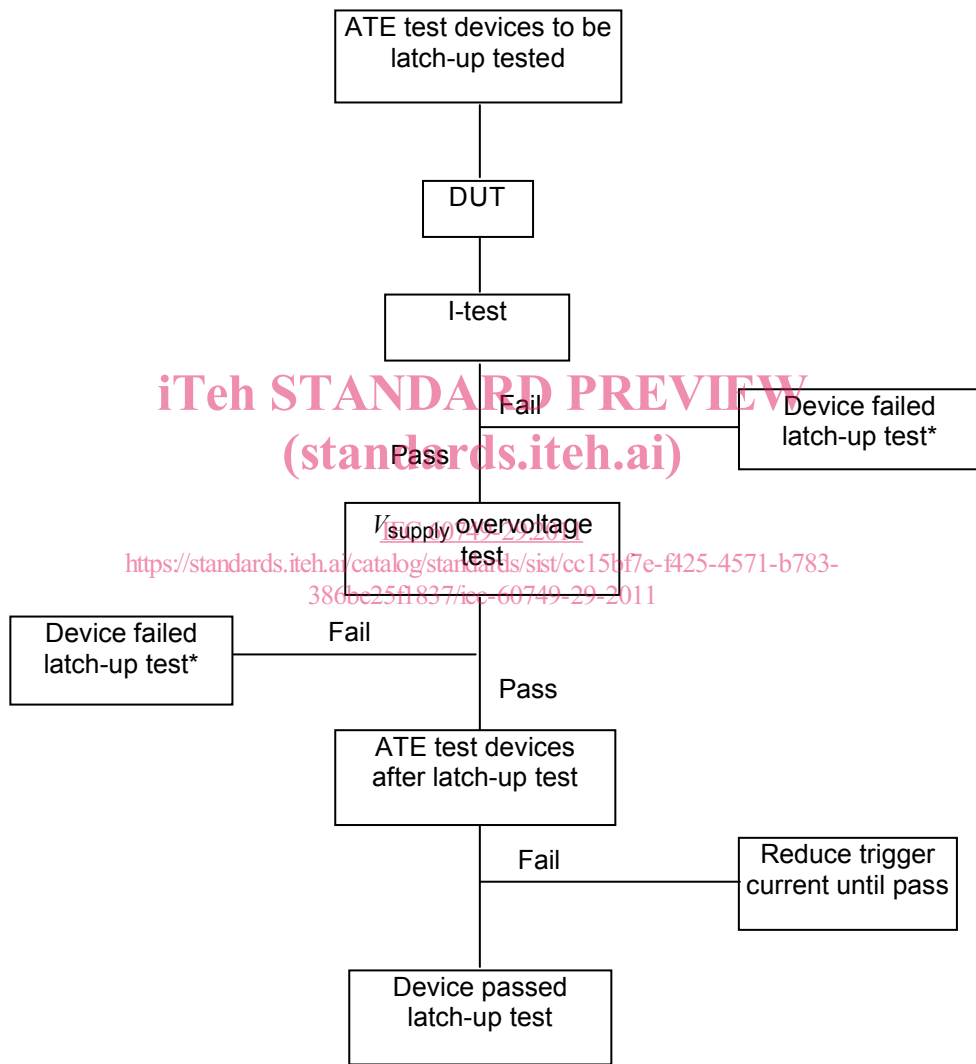 ATE test devices to be
latch-up tested
DUT
I-test
iTeh STANDARD PREVIEW
Fail
Device failed
latch-up test*
(standards.iteh.ai)
Pass
Vsupply overvoltage
test
IEC 60749-29:2011
https://standards.iteh.ai/catalog/standards/sist/cc15bf7e-f425-4571-b783-
386be25f1837/iec-60749-29-2011
Device failed
latch-up test*
Fail
Pass
ATE test devices
after latch-up test
Fail
Reduce trigger
current until pass
Device passed
latch-up test